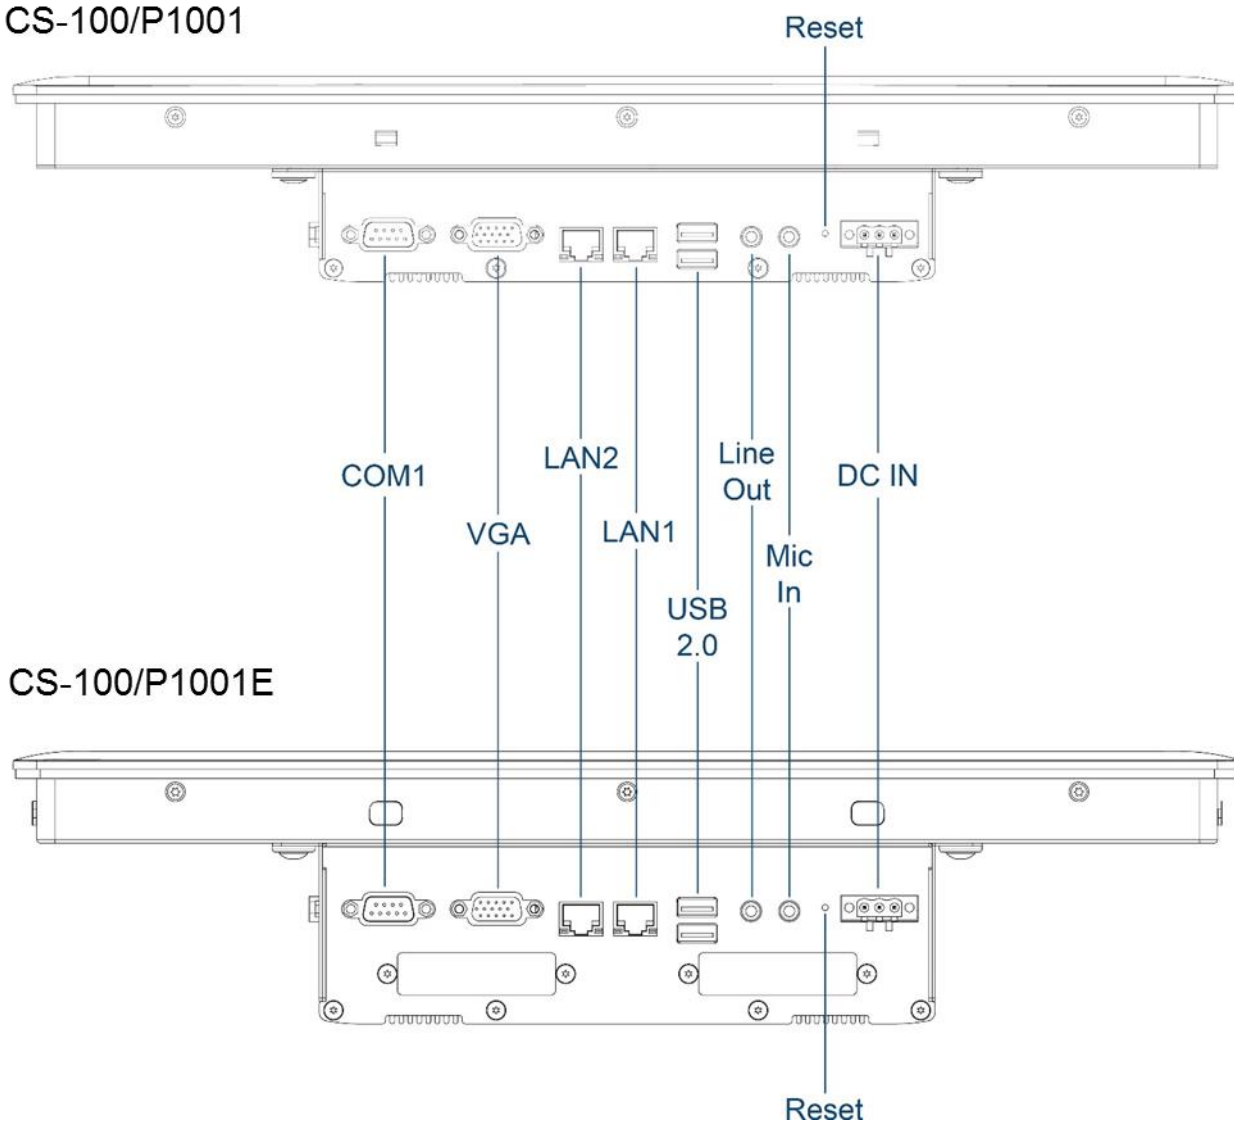 CS-100/P1001
Reset
COM1
VGA
LAN2
LAN1
USB
2.0
Line
Out
Mic
In
DC IN
CS-100/P1001E
Reset